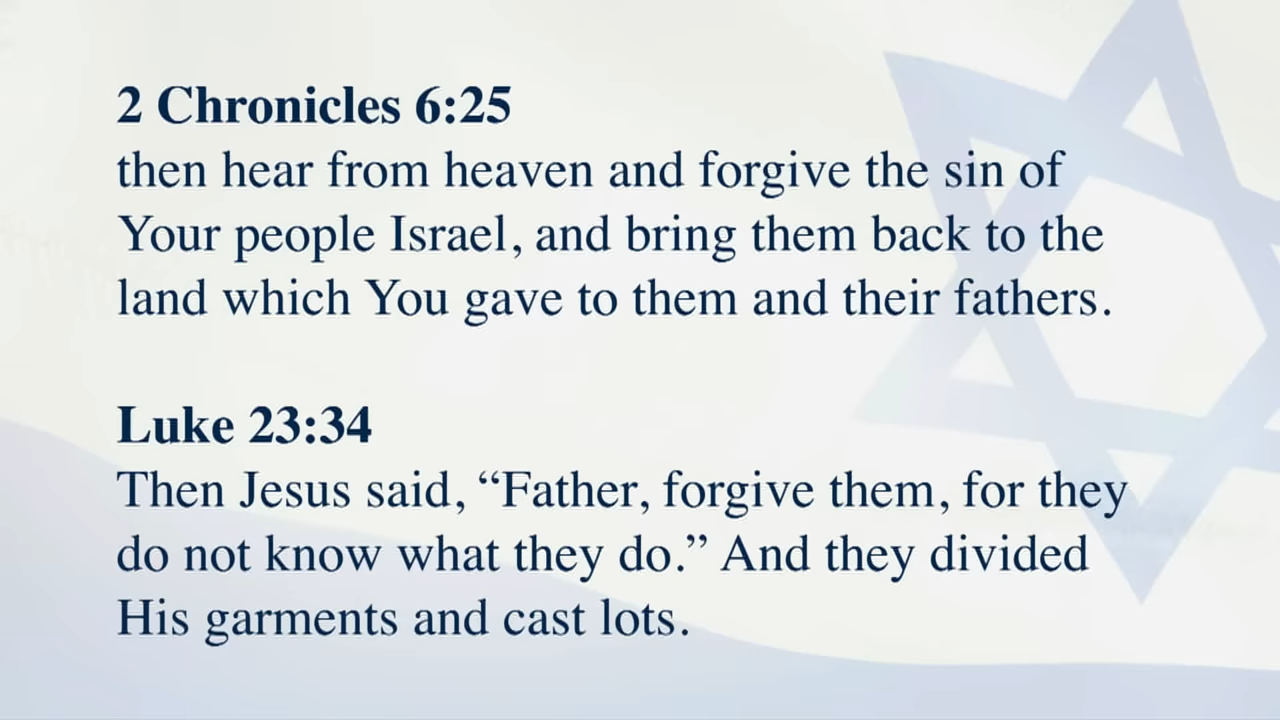 2 Chronicles 6:25
then hear from heaven and forgive the sin of
Your people Israel, and bring them back to the
land which You gave to them and their fathers.
Luke 23:34
Then Jesus said, “Father, forgive them, for they
do not know what they do.” And they divided
His garments and cast lots.